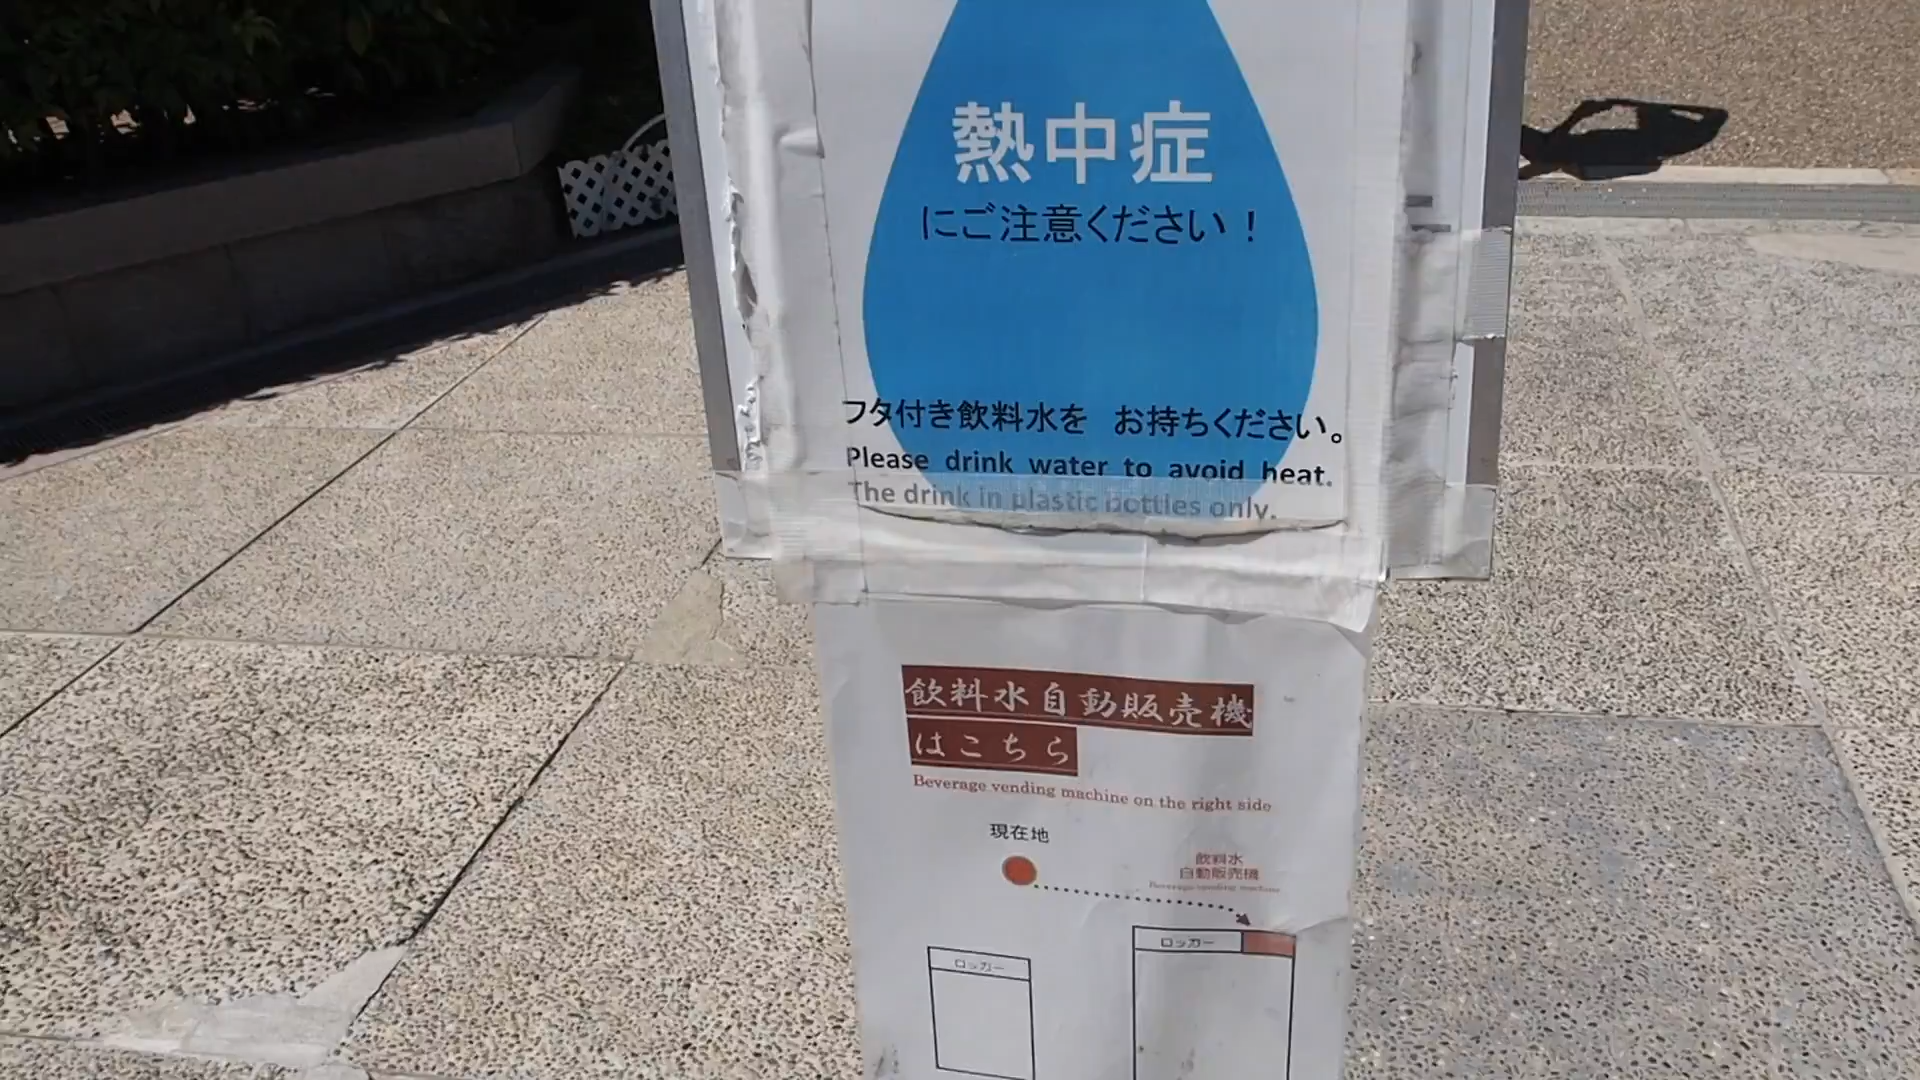 熱中症
にご注意ください！
フタ付き飲料水を お持ちください。
Please drink water to avoid heat.
The drink in plastic bottles only.
飲料水自動販売機
はこちら
Beverage vending machine on the right side
現在地
飲料水
自動販売機
Beverage vending machine
ロッカー
ロッカー